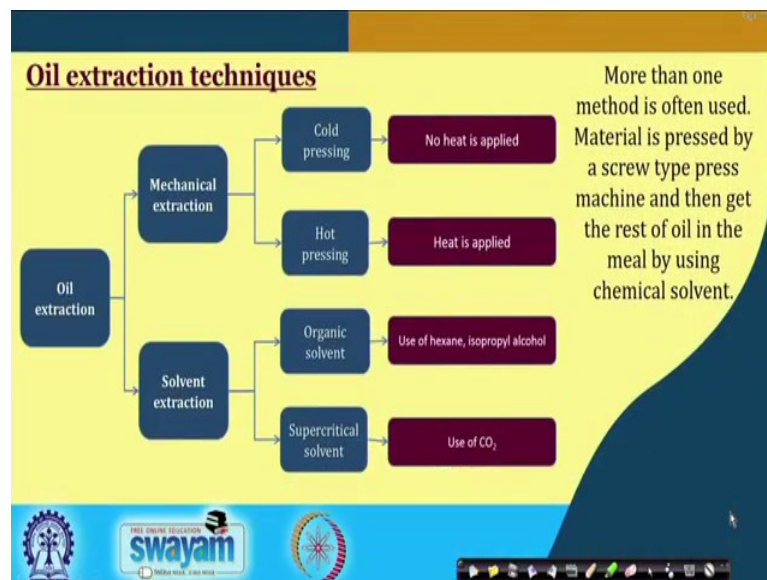 Oil extraction techniques
Oil
extraction
Mechanical
extraction
Solvent
extraction
Cold
pressing
Hot
pressing
Organic
solvent
Supercritical
solvent
No heat is applied
Heat is applied
Use of hexane, isopropyl alcohol
Use of CO₂
More than one
method is often used.
Material is pressed by
a screw type press
machine and then get
the rest of oil in the
meal by using
chemical solvent.
FREE ONLINE EDUCATION
swayam